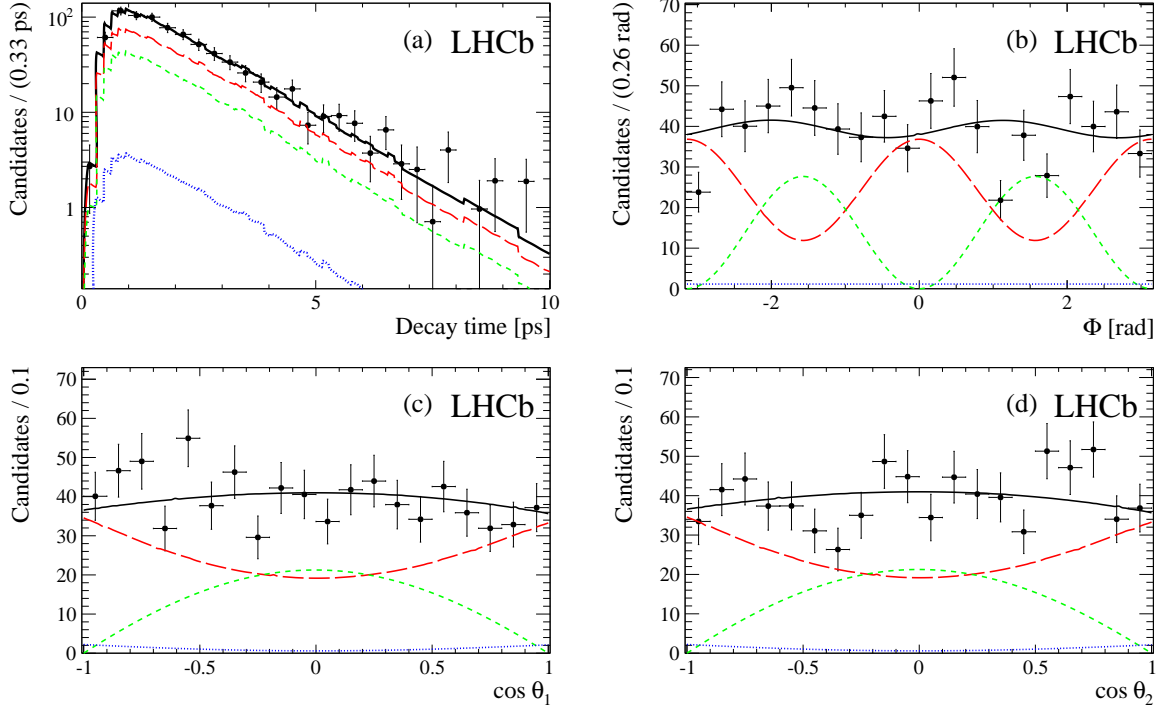 Candidates / (0.33 ps)
10²
10
1
(a) LHCb
0 5 10
Decay time [ps]
Candidates / (0.26 rad)
70
60
50
40
30
20
10
0
(b) LHCb
-2 0 2
Φ [rad]
Candidates / 0.1
70
60
50
40
30
20
10
0
(c) LHCb
-1 -0.5 0 0.5 1
cos θ₁
Candidates / 0.1
70
60
50
40
30
20
10
0
(d) LHCb
-1 -0.5 0 0.5 1
cos θ₂